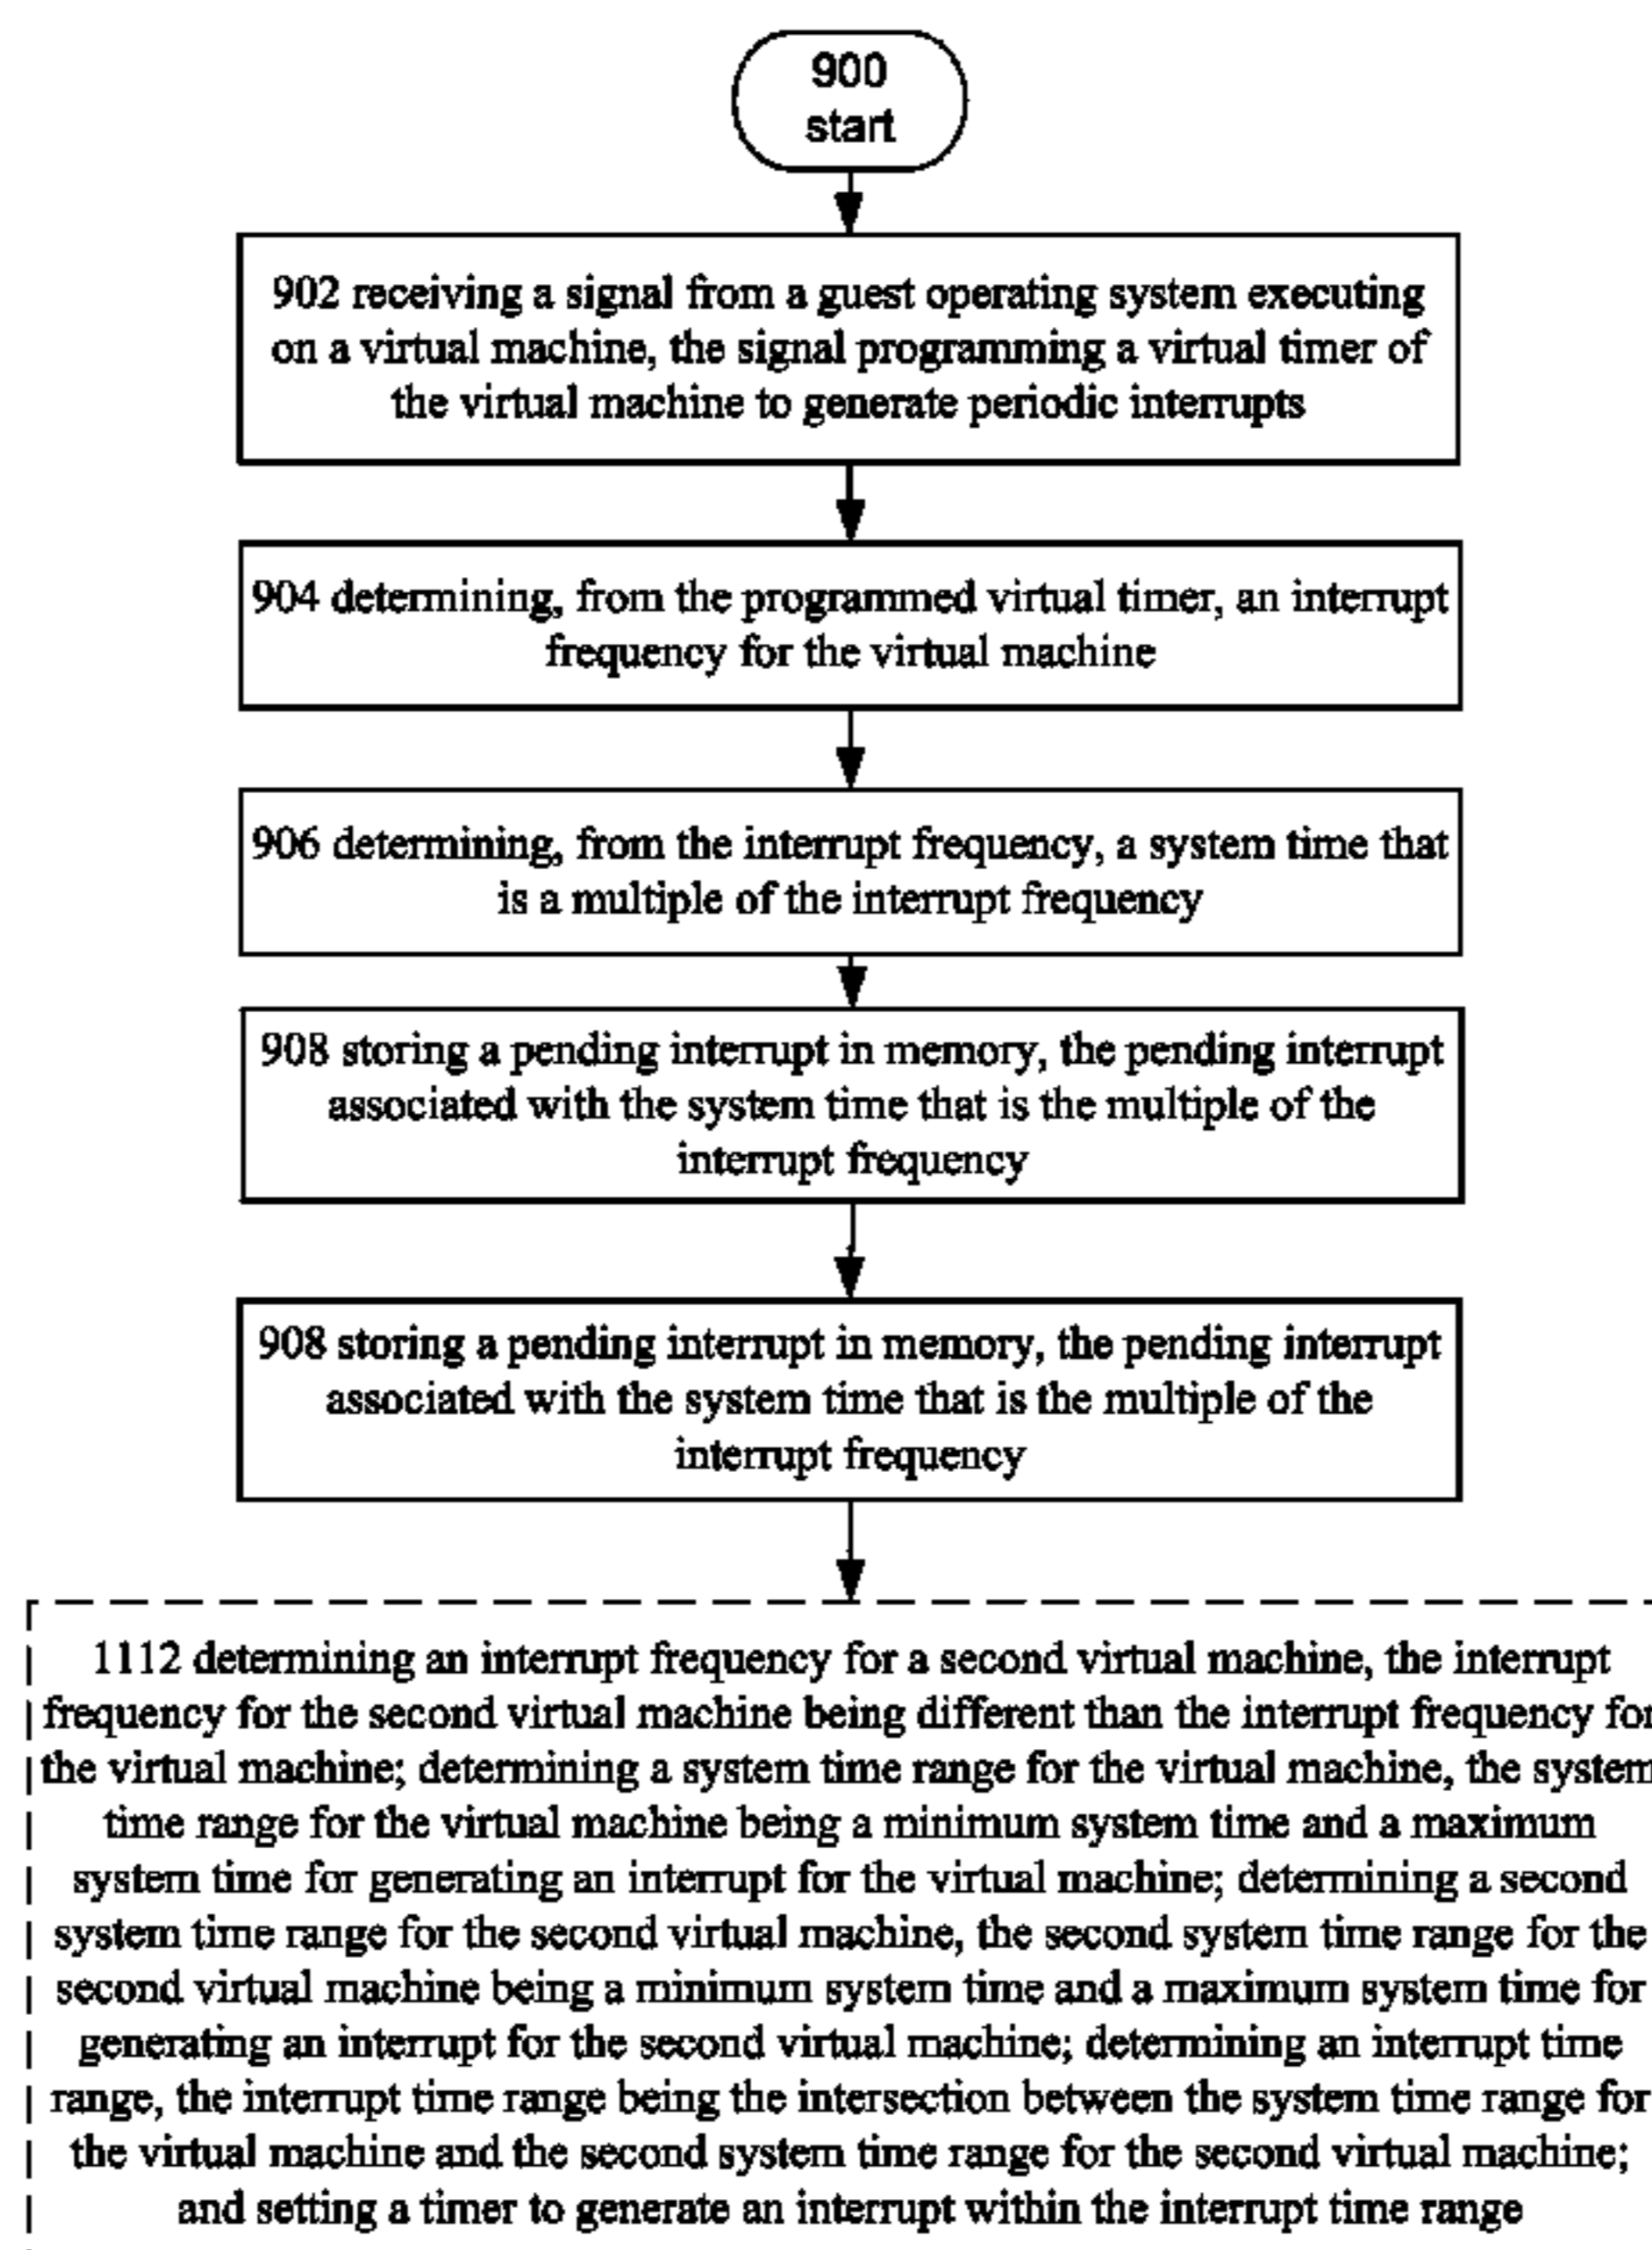 900
start
902 receiving a signal from a guest operating system executing
on a virtual machine, the signal programming a virtual timer of
the virtual machine to generate periodic interrupts
904 determining, from the programmed virtual timer, an interrupt
frequency for the virtual machine
906 determining, from the interrupt frequency, a system time that
is a multiple of the interrupt frequency
908 storing a pending interrupt in memory, the pending interrupt
associated with the system time that is the multiple of the
interrupt frequency
908 storing a pending interrupt in memory, the pending interrupt
associated with the system time that is the multiple of the
interrupt frequency
1112 determining an interrupt frequency for a second virtual machine, the interrupt
frequency for the second virtual machine being different than the interrupt frequency for
the virtual machine; determining a system time range for the virtual machine, the system
time range for the virtual machine being a minimum system time and a maximum
system time for generating an interrupt for the virtual machine; determining a second
system time range for the second virtual machine, the second system time range for the
second virtual machine being a minimum system time and a maximum system time for
generating an interrupt for the second virtual machine; determining an interrupt time
range, the interrupt time range being the intersection between the system time range for
the virtual machine and the second system time range for the second virtual machine;
and setting a timer to generate an interrupt within the interrupt time range